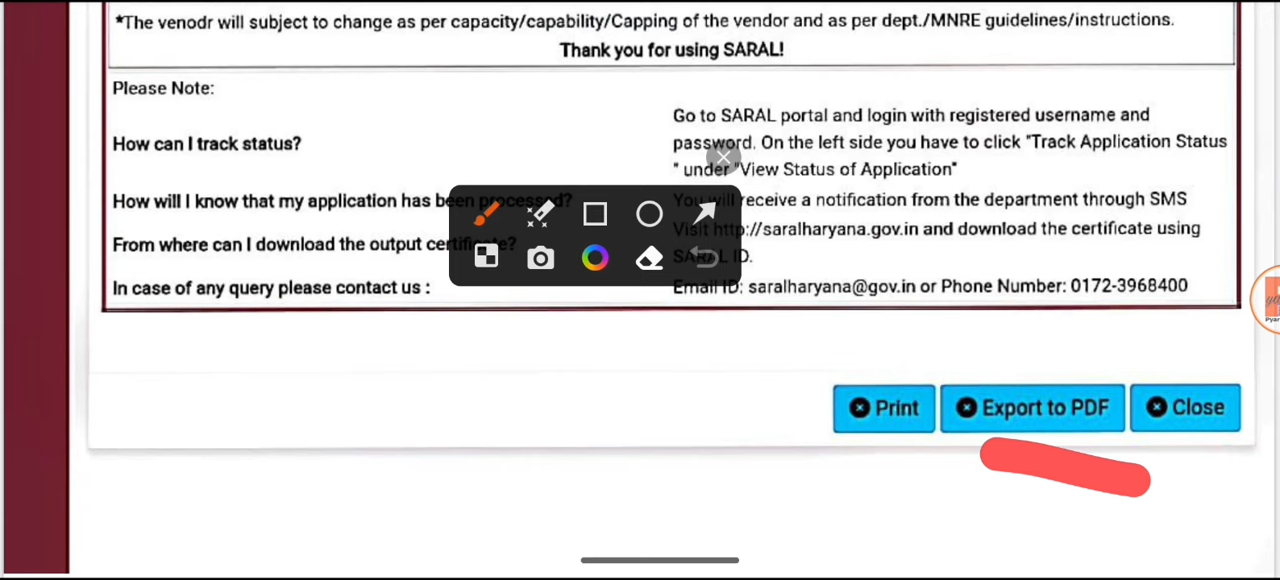 *The venodr will subject to change as per capacity/capability/Capping of the vendor and as per dept./MNRE guidelines/instructions.
Thank you for using SARAL!
Please Note:
How can I track status?
Go to SARAL portal and login with registered username and
password. On the left side you have to click "Track Application Status
" under "View Status of Application"
How will I know that my application has been processed?
You will receive a notification from the department through SMS
From where can I download the output certificate?
Visit http://saralharyana.gov.in and download the certificate using
SARAL ID.
In case of any query please contact us :
Email ID: saralharyana@gov.in or Phone Number: 0172-3968400
Print
Export to PDF
Close